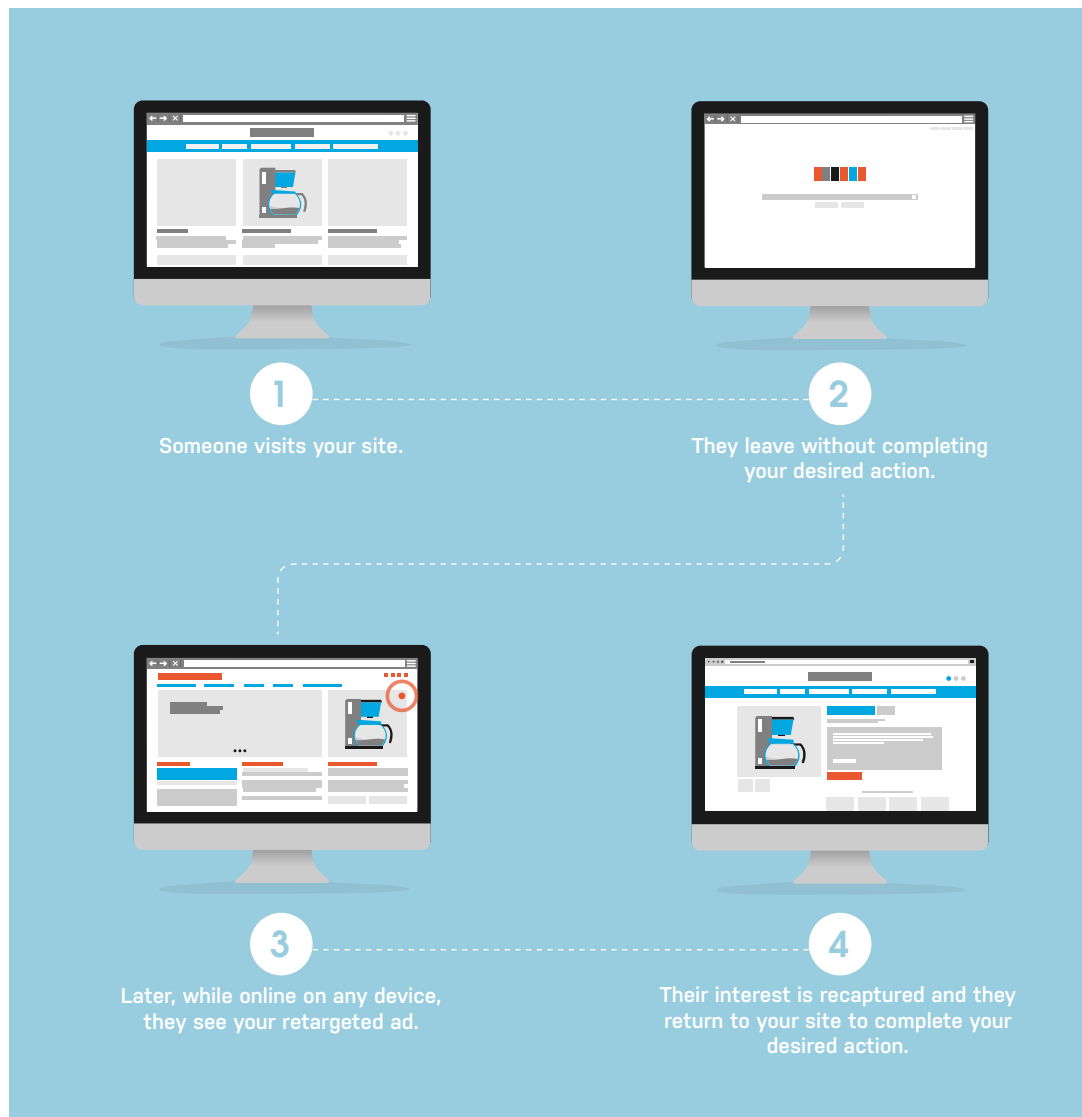 1
Someone visits your site.
2
They leave without completing
your desired action.
3
Later, while online on any device,
they see your retargeted ad.
4
Their interest is recaptured and they
return to your site to complete your
desired action.